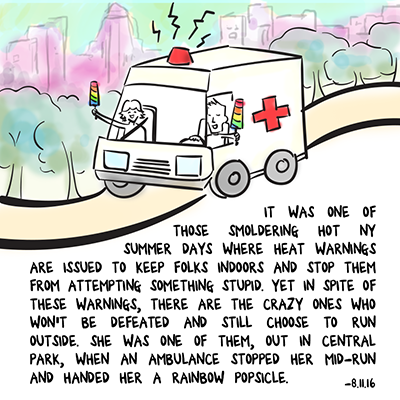 IT WAS ONE OF
THOSE SMOLDERING HOT NY
SUMMER DAYS WHERE HEAT WARNINGS
ARE ISSUED TO KEEP FOLKS INDOORS AND STOP THEM
FROM ATTEMPTING SOMETHING STUPID. YET IN SPITE OF
THESE WARNINGS, THERE ARE THE CRAZY ONES WHO
WON'T BE DEFEATED AND STILL CHOOSE TO RUN
OUTSIDE. SHE WAS ONE OF THEM, OUT IN CENTRAL
PARK, WHEN AN AMBULANCE STOPPED HER MID-RUN
AND HANDED HER A RAINBOW POPSICLE.
-8.11.16